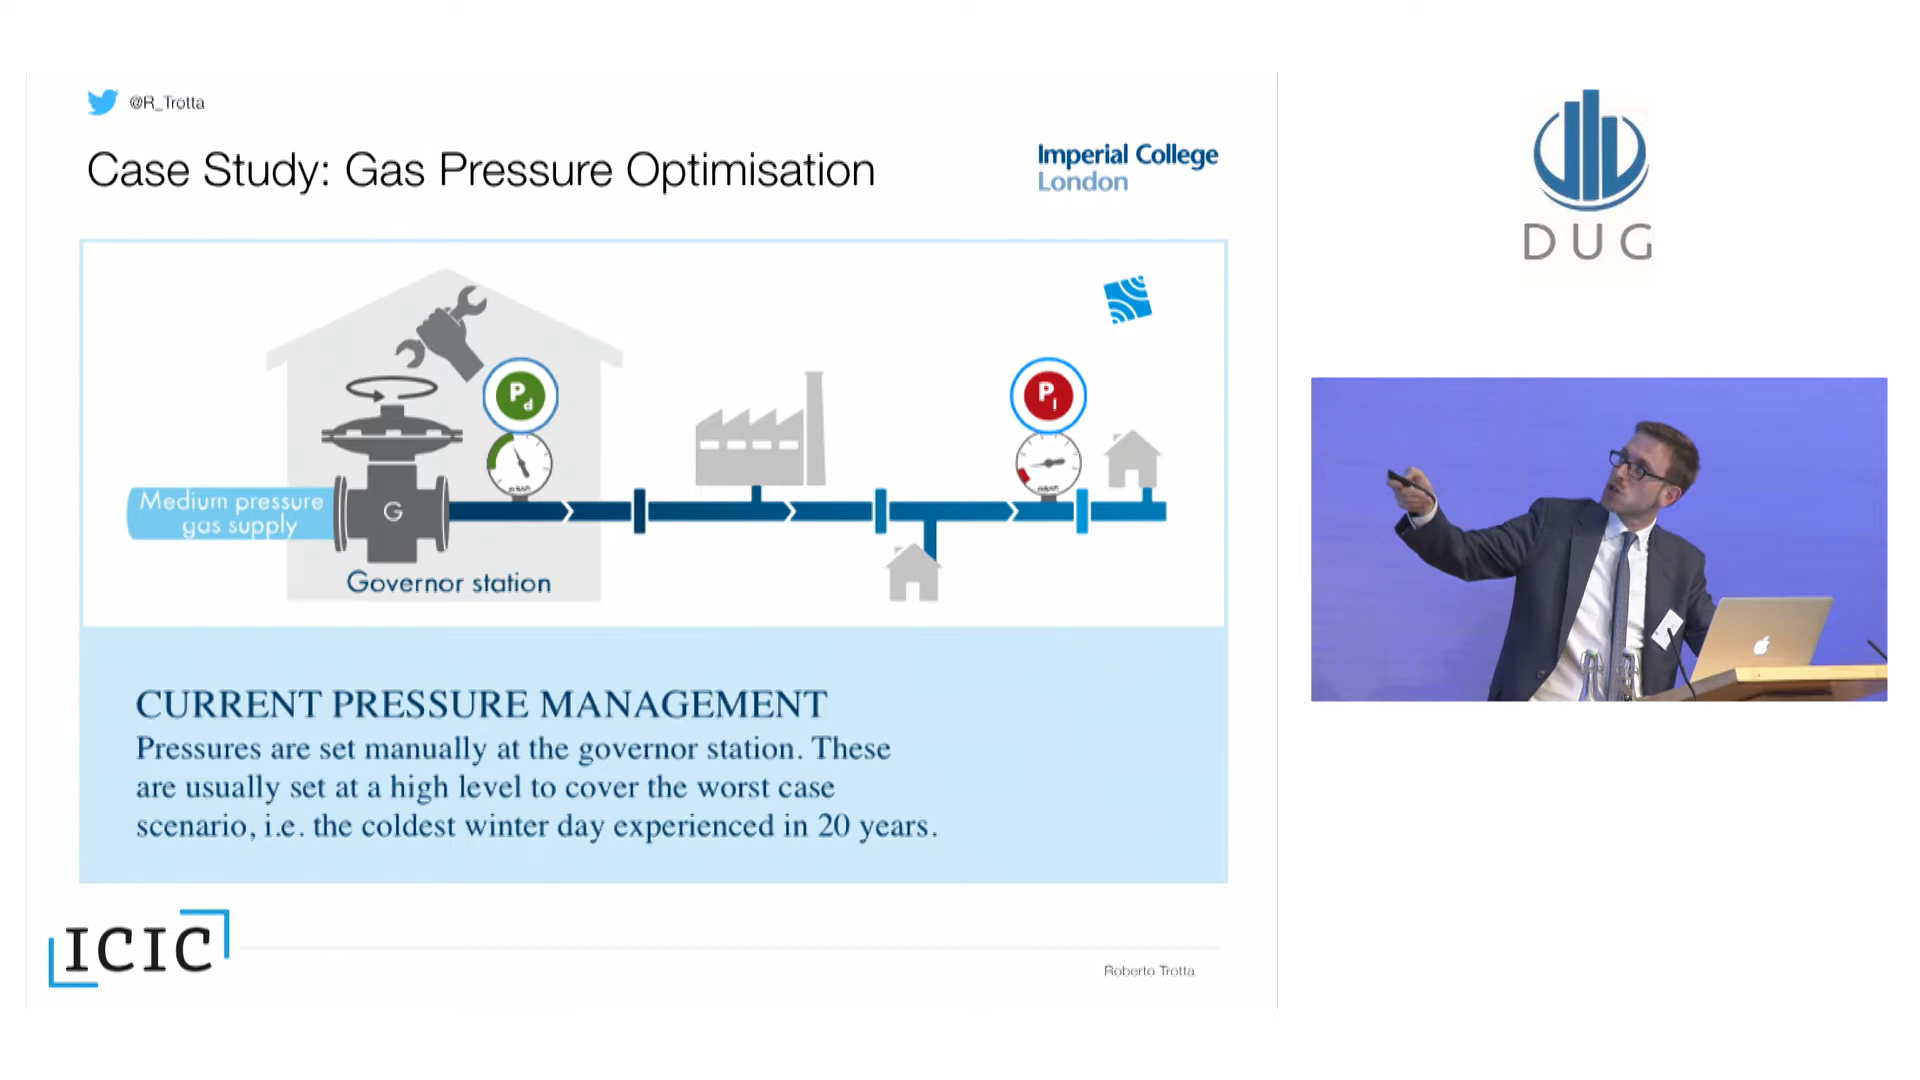 @R_Trotta
Case Study: Gas Pressure Optimisation
Imperial College
London
DUG
Pd
Pl
Medium pressure
gas supply
G
Governor station
CURRENT PRESSURE MANAGEMENT
Pressures are set manually at the governor station. These
are usually set at a high level to cover the worst case
scenario, i.e. the coldest winter day experienced in 20 years.
ICIC
Roberto Trotta